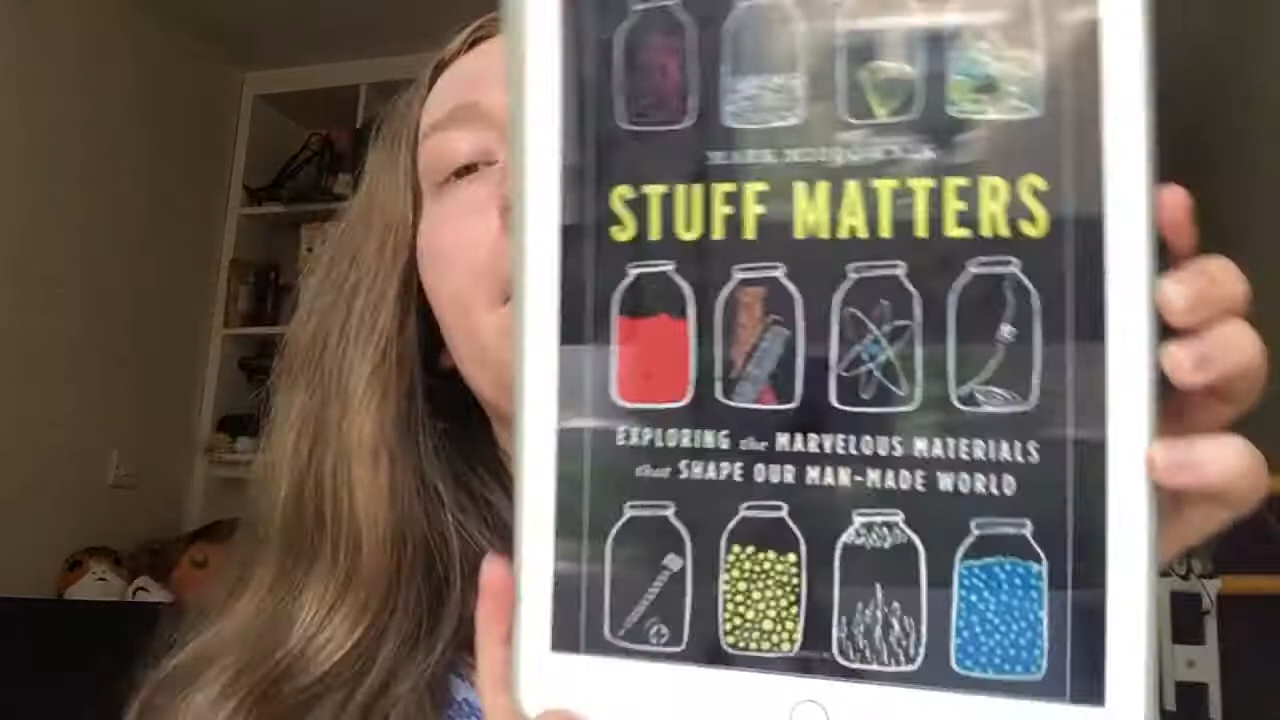 STUFF MATTERS
EXPLORING the MARVELOUS MATERIALS
that SHAPE OUR MAN-MADE WORLD